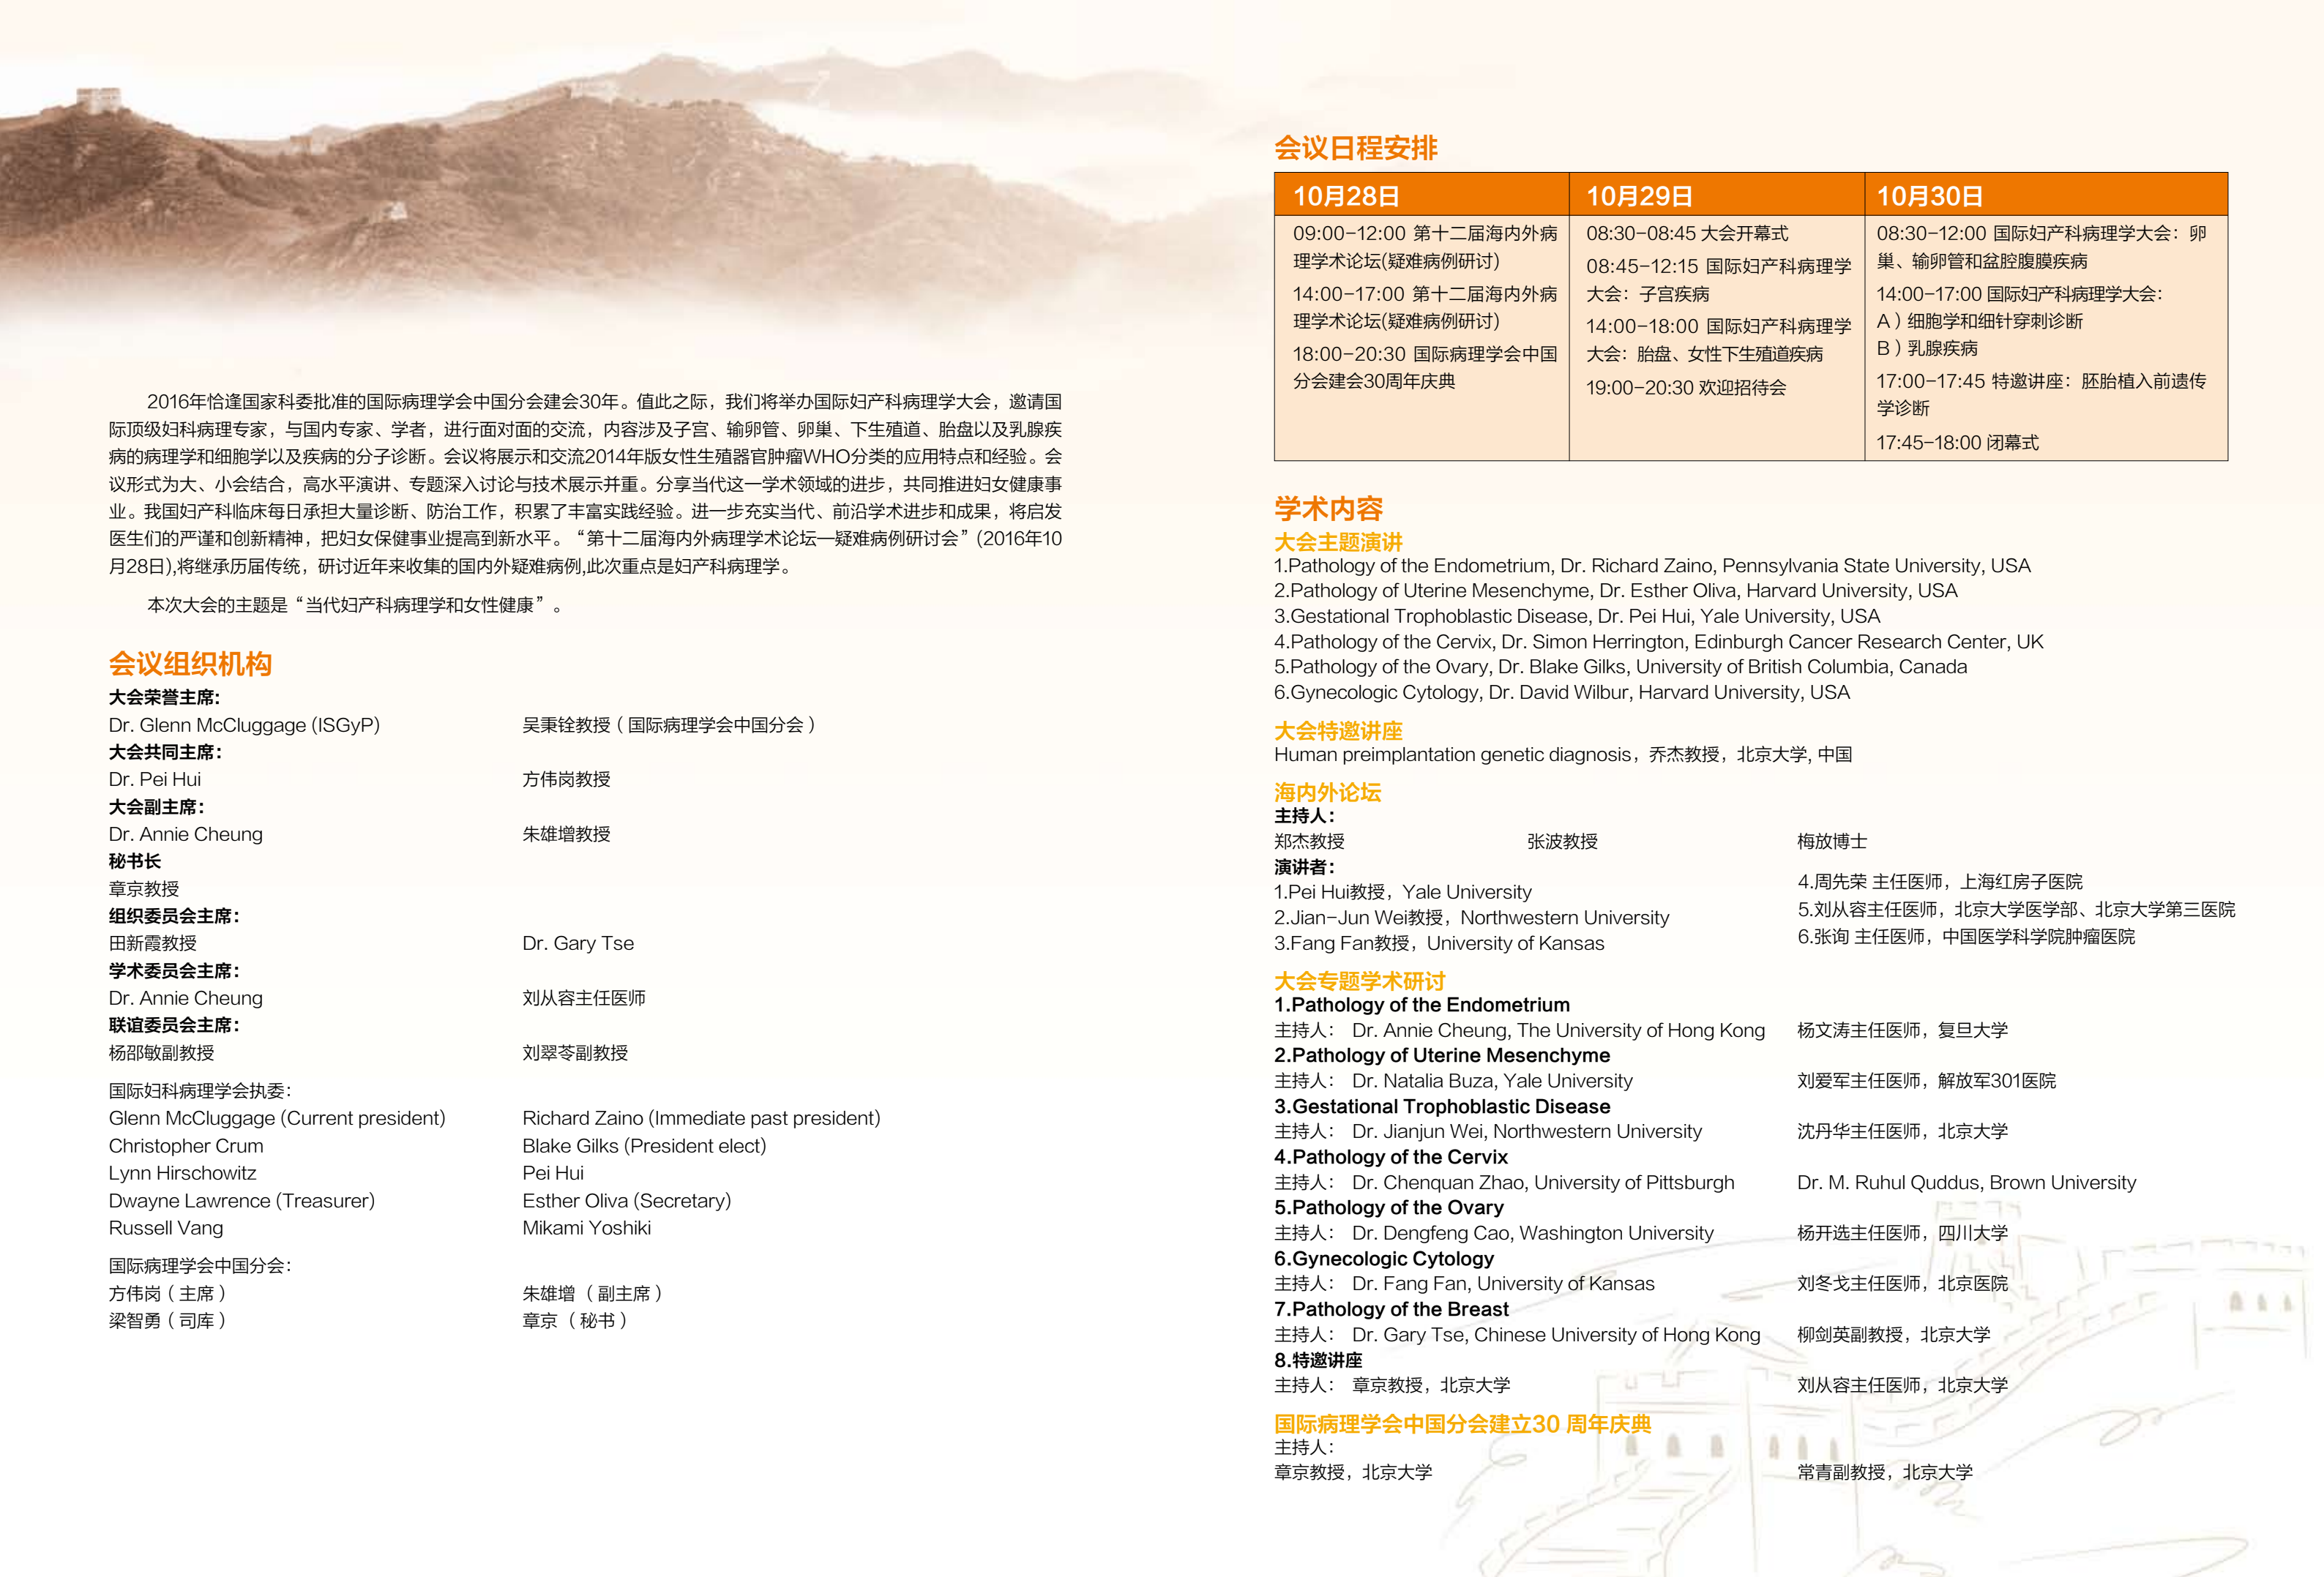 2016年恰逢国家科委批准的国际病理学会中国分会建会30年。值此之际，我们将举办国际妇产科病理学大会，邀请国
际顶级妇科病理专家，与国内专家、学者，进行面对面的交流，内容涉及子宫、输卵管、卵巢、下生殖道、胎盘以及乳腺疾
病的病理学和细胞学以及疾病的分子诊断。会议将展示和交流2014年版女性生殖器官肿瘤WHO分类的应用特点和经验。会
议形式为大、小会结合，高水平演讲、专题深入讨论与技术展示并重。分享当代这一学术领域的进步，共同推进妇女健康事
业。我国妇产科临床每日承担大量诊断、防治工作，积累了丰富实践经验。进一步充实当代、前沿学术进步和成果，将启发
医生们的严谨和创新精神，把妇女保健事业提高到新水平。“第十二届海内外病理学术论坛—疑难病例研讨会”(2016年10
月28日),将继承历届传统，研讨近年来收集的国内外疑难病例,此次重点是妇产科病理学。
本次大会的主题是“当代妇产科病理学和女性健康”。
会议组织机构
大会荣誉主席:
Dr. Glenn McCluggage (ISGyP) 吴秉铨教授（国际病理学会中国分会）
大会共同主席：
Dr. Pei Hui 方伟岗教授
大会副主席：
Dr. Annie Cheung 朱雄增教授
秘书长
章京教授
组织委员会主席：
田新霞教授 Dr. Gary Tse
学术委员会主席：
Dr. Annie Cheung 刘从容主任医师
联谊委员会主席：
杨邵敏副教授 刘翠苓副教授
国际妇科病理学会执委：
Glenn McCluggage (Current president) Richard Zaino (Immediate past president)
Christopher Crum Blake Gilks (President elect)
Lynn Hirschowitz Pei Hui
Dwayne Lawrence (Treasurer) Esther Oliva (Secretary)
Russell Vang Mikami Yoshiki
国际病理学会中国分会：
方伟岗（主席） 朱雄增（副主席）
梁智勇（司库） 章京（秘书）
会议日程安排
10月28日 10月29日 10月30日
09:00-12:00 第十二届海内外病
理学术论坛(疑难病例研讨)
14:00-17:00 第十二届海内外病
理学术论坛(疑难病例研讨)
18:00-20:30 国际病理学会中国
分会建会30周年庆典
08:30-08:45 大会开幕式
08:45-12:15 国际妇产科病理学
大会：子宫疾病
14:00-18:00 国际妇产科病理学
大会：胎盘、女性下生殖道疾病
19:00-20:30 欢迎招待会
08:30-12:00 国际妇产科病理学大会：卵
巢、输卵管和盆腔腹膜疾病
14:00-17:00 国际妇产科病理学大会：
A）细胞学和细针穿刺诊断
B）乳腺疾病
17:00-17:45 特邀讲座：胚胎植入前遗传
学诊断
17:45-18:00 闭幕式
学术内容
大会主题演讲
1.Pathology of the Endometrium, Dr. Richard Zaino, Pennsylvania State University, USA
2.Pathology of Uterine Mesenchyme, Dr. Esther Oliva, Harvard University, USA
3.Gestational Trophoblastic Disease, Dr. Pei Hui, Yale University, USA
4.Pathology of the Cervix, Dr. Simon Herrington, Edinburgh Cancer Research Center, UK
5.Pathology of the Ovary, Dr. Blake Gilks, University of British Columbia, Canada
6.Gynecologic Cytology, Dr. David Wilbur, Harvard University, USA
大会特邀讲座
Human preimplantation genetic diagnosis，乔杰教授，北京大学, 中国
海内外论坛
主持人：
郑杰教授 张波教授 梅放博士
演讲者：
1.Pei Hui教授，Yale University
2.Jian-Jun Wei教授，Northwestern University
3.Fang Fan教授，University of Kansas
4.周先荣 主任医师，上海红房子医院
5.刘从容主任医师，北京大学医学部、北京大学第三医院
6.张询 主任医师，中国医学科学院肿瘤医院
大会专题学术研讨
1.Pathology of the Endometrium
主持人： Dr. Annie Cheung, The University of Hong Kong 杨文涛主任医师，复旦大学
2.Pathology of Uterine Mesenchyme
主持人： Dr. Natalia Buza, Yale University 刘爱军主任医师，解放军301医院
3.Gestational Trophoblastic Disease
主持人： Dr. Jianjun Wei, Northwestern University 沈丹华主任医师，北京大学
4.Pathology of the Cervix
主持人： Dr. Chenquan Zhao, University of Pittsburgh Dr. M. Ruhul Quddus, Brown University
5.Pathology of the Ovary
主持人： Dr. Dengfeng Cao, Washington University 杨开选主任医师，四川大学
6.Gynecologic Cytology
主持人： Dr. Fang Fan, University of Kansas 刘冬戈主任医师，北京医院
7.Pathology of the Breast
主持人： Dr. Gary Tse, Chinese University of Hong Kong 柳剑英副教授，北京大学
8.特邀讲座
主持人： 章京教授，北京大学 刘从容主任医师，北京大学
国际病理学会中国分会建立30 周年庆典
主持人：
章京教授，北京大学 常青副教授，北京大学